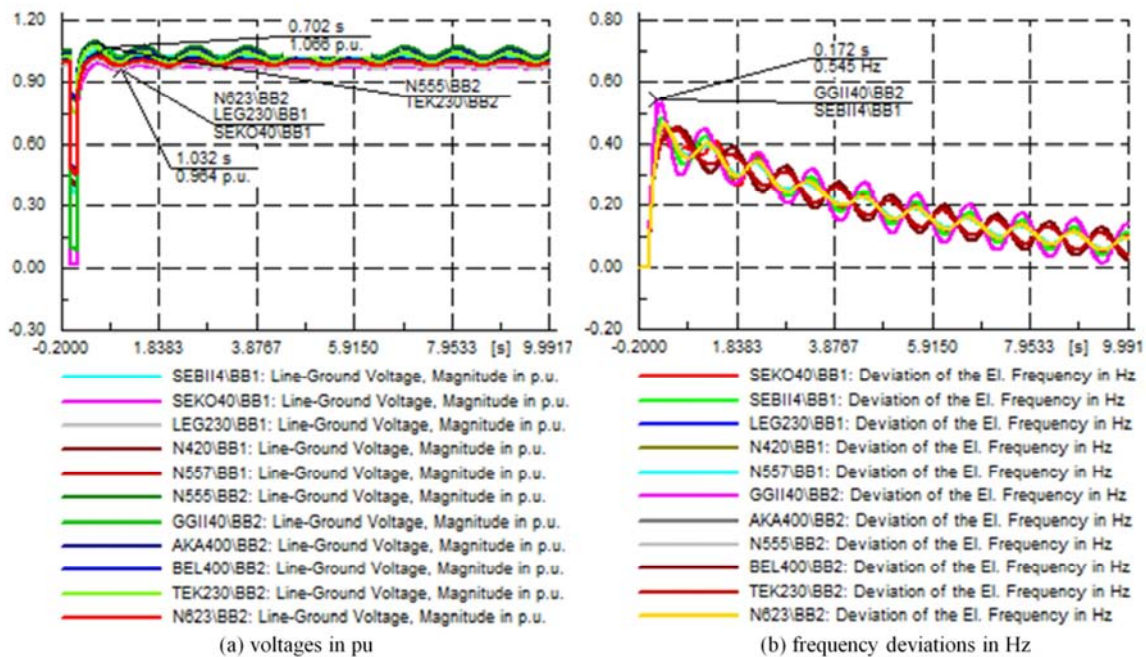 1.20
0.90
0.60
0.30
0.00
-0.30
0.702 s
1.066 p.u.
N555\BB2
TEK230\BB2
N623\BB2
LEG230\BB1
SEKO40\BB1
1.032 s
0.964 p.u.
-0.2000 1.8383 3.8767 5.9150 7.9533 [s] 9.9917
SEBII4\BB1: Line-Ground Voltage, Magnitude in p.u.
SEKO40\BB1: Line-Ground Voltage, Magnitude in p.u.
LEG230\BB1: Line-Ground Voltage, Magnitude in p.u.
N420\BB1: Line-Ground Voltage, Magnitude in p.u.
N557\BB1: Line-Ground Voltage, Magnitude in p.u.
N555\BB2: Line-Ground Voltage, Magnitude in p.u.
GGII40\BB2: Line-Ground Voltage, Magnitude in p.u.
AKA400\BB2: Line-Ground Voltage, Magnitude in p.u.
BEL400\BB2: Line-Ground Voltage, Magnitude in p.u.
TEK230\BB2: Line-Ground Voltage, Magnitude in p.u.
N623\BB2: Line-Ground Voltage, Magnitude in p.u.
(a) voltages in pu
0.80
0.60
0.40
0.20
0.00
-0.20
0.172 s
0.545 Hz
GGII40\BB2
SEBII4\BB1
-0.2000 1.8383 3.8767 5.9150 7.9533 [s] 9.991
SEKO40\BB1: Deviation of the El. Frequency in Hz
SEBII4\BB1: Deviation of the El. Frequency in Hz
LEG230\BB1: Deviation of the El. Frequency in Hz
N420\BB1: Deviation of the El. Frequency in Hz
N557\BB1: Deviation of the El. Frequency in Hz
GGII40\BB2: Deviation of the El. Frequency in Hz
AKA400\BB2: Deviation of the El. Frequency in Hz
N555\BB2: Deviation of the El. Frequency in Hz
BEL400\BB2: Deviation of the El. Frequency in Hz
TEK230\BB2: Deviation of the El. Frequency in Hz
N623\BB2: Deviation of the El. Frequency in Hz
(b) frequency deviations in Hz